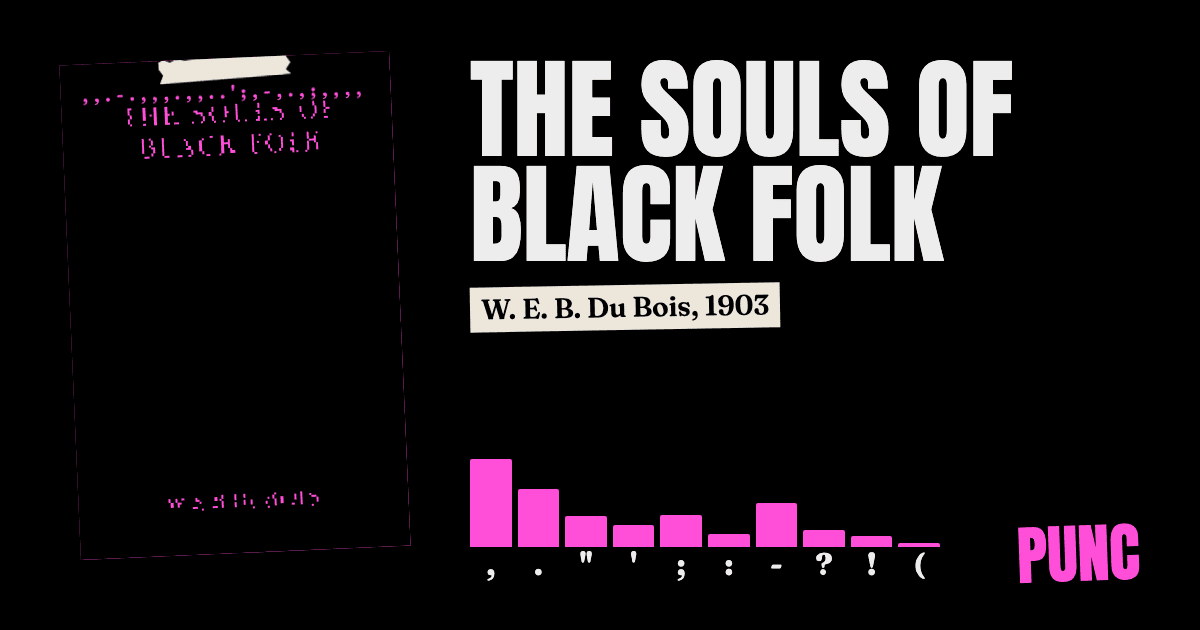 THE SOULS OF
BLACK FOLK
THE SOULS OF
BLACK FOLK
W. E. B. Du Bois, 1903
, . " ' ; : - ? ! (
PUNC